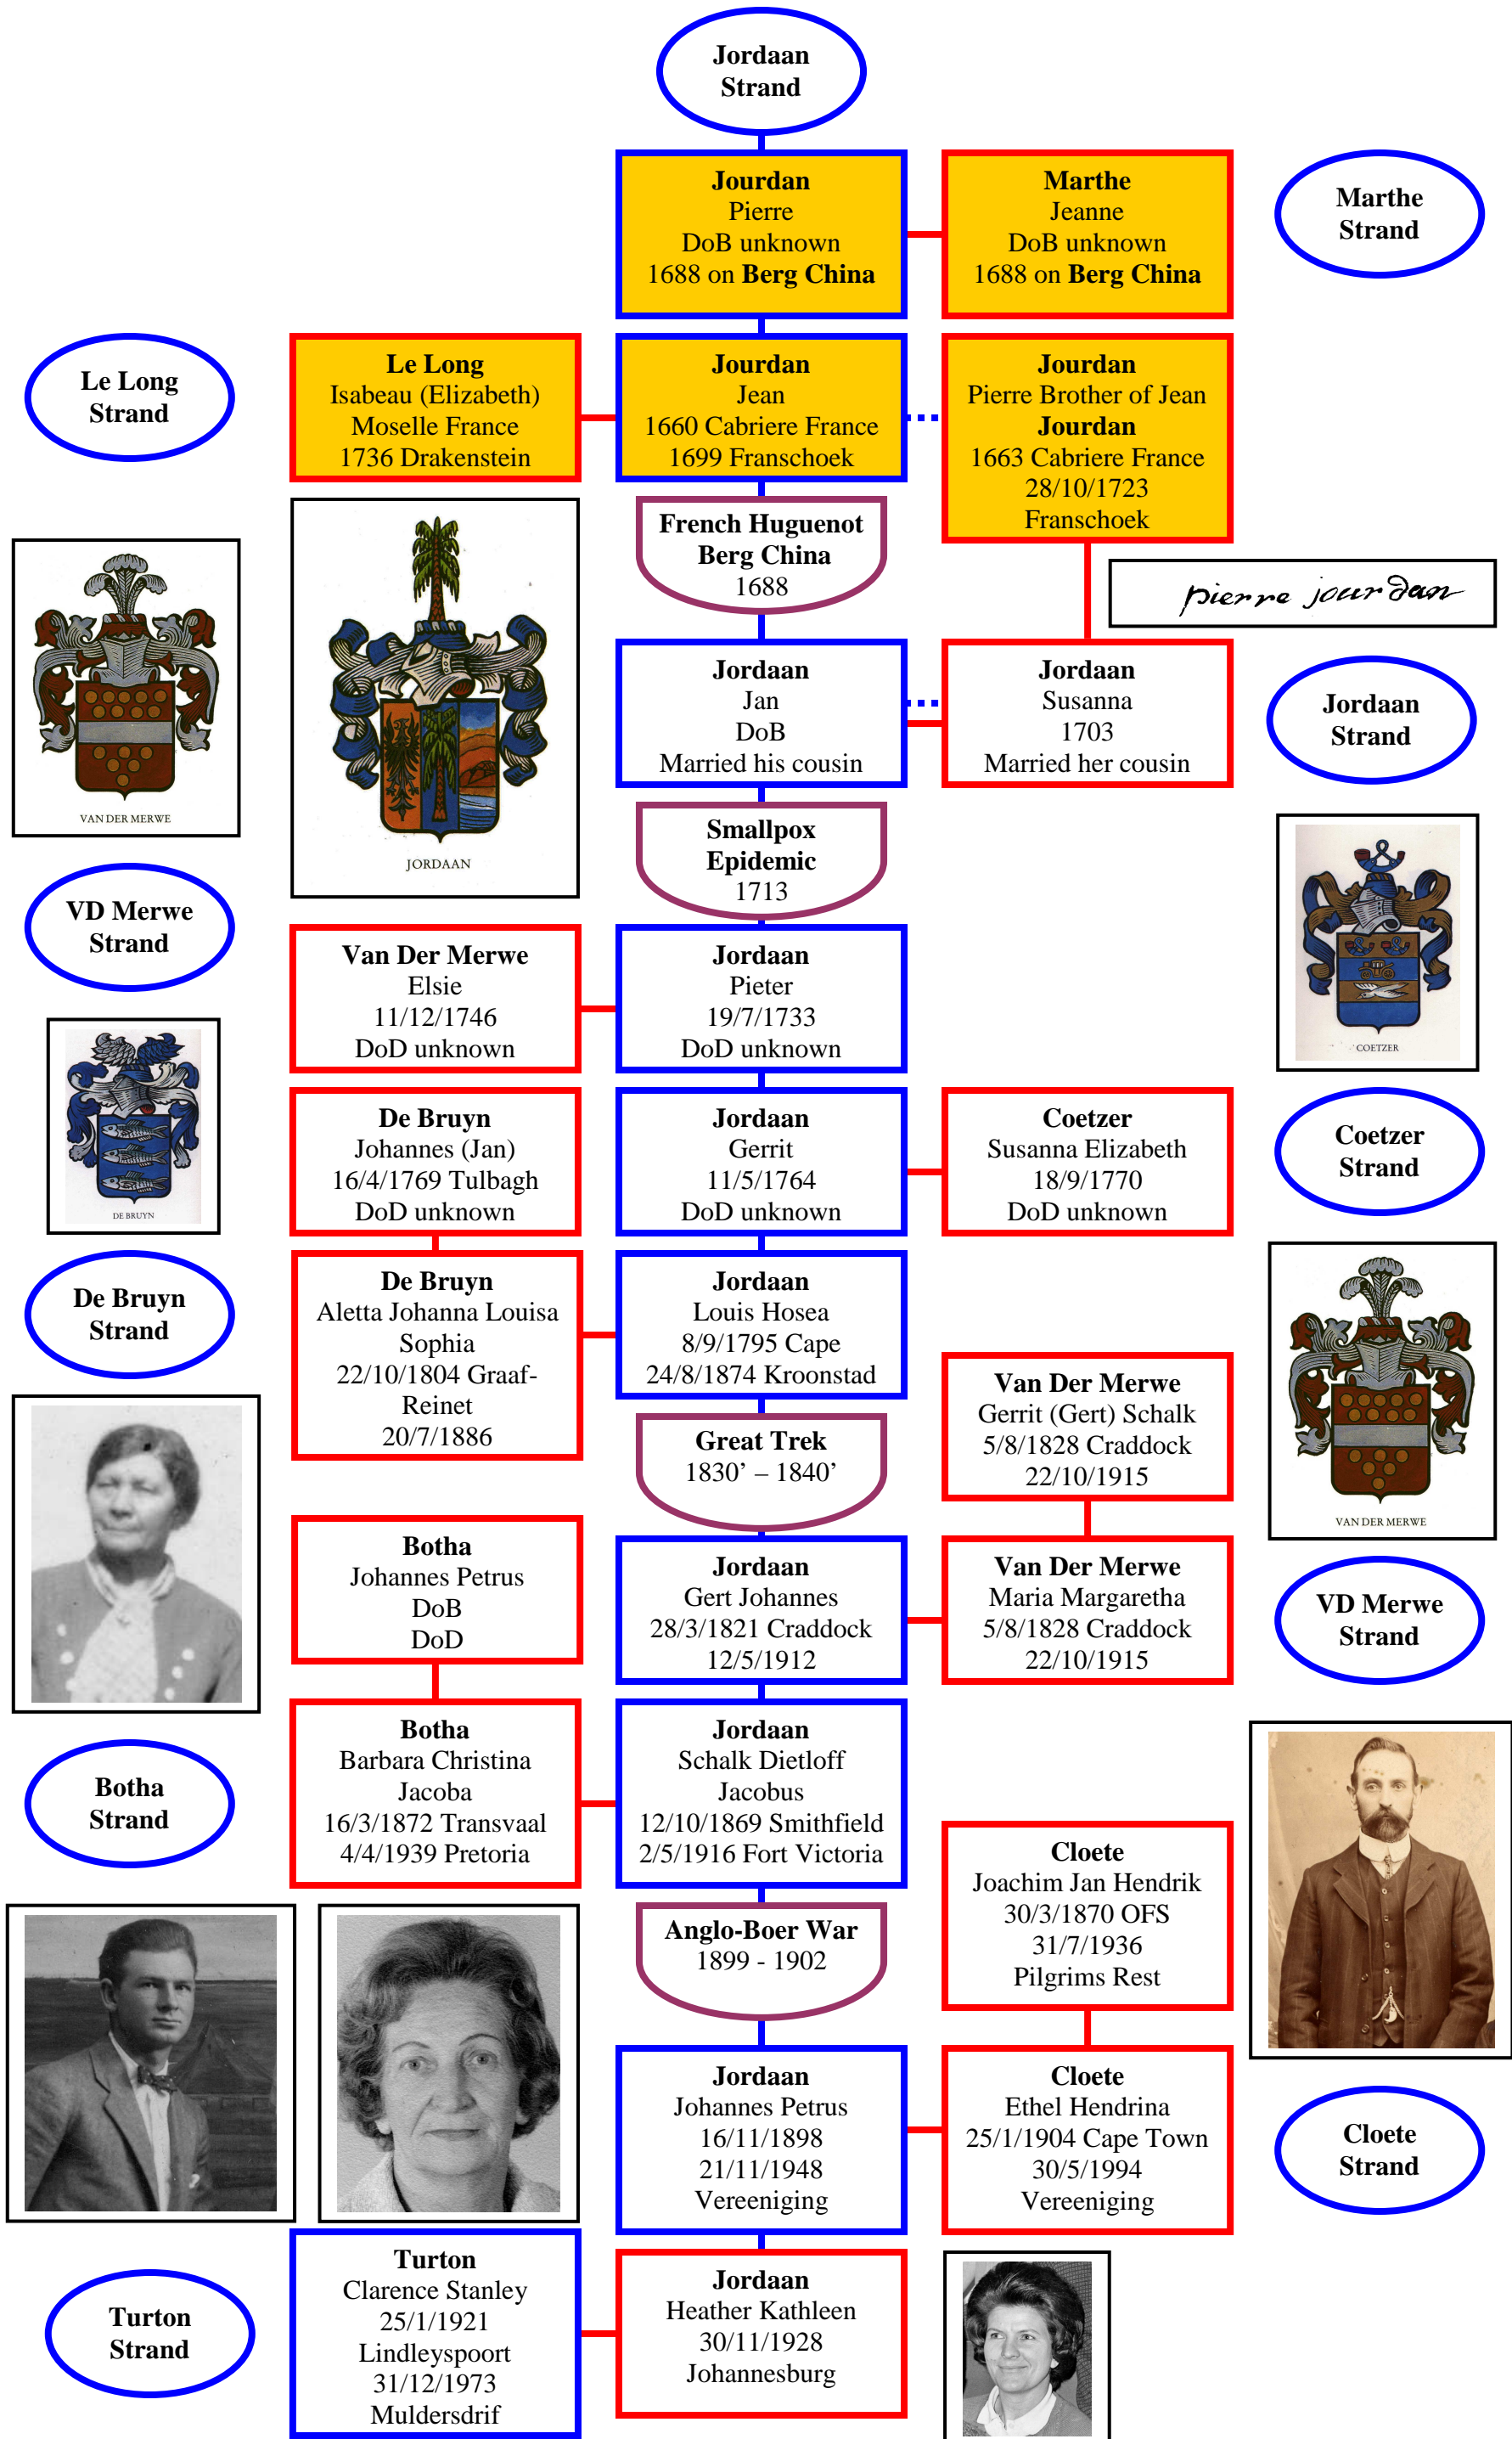 Jordaan
Strand
Jourdan
Pierre
DoB unknown
1688 on Berg China
Marthe
Jeanne
DoB unknown
1688 on Berg China
Marthe
Strand
Le Long
Strand
Le Long
Isabeau (Elizabeth)
Moselle France
1736 Drakenstein
Jourdan
Jean
1660 Cabriere France
1699 Franschoek
Jourdan
Pierre Brother of Jean
Jourdan
1663 Cabriere France
28/10/1723
Franschoek
French Huguenot
Berg China
1688
pierre jourdan
VAN DER MERWE
JORDAAN
Jordaan
Jan
DoB
Married his cousin
Jordaan
Susanna
1703
Married her cousin
Jordaan
Strand
Smallpox
Epidemic
1713
VD Merwe
Strand
COETZER
Van Der Merwe
Elsie
11/12/1746
DoD unknown
Jordaan
Pieter
19/7/1733
DoD unknown
DE BRUYN
De Bruyn
Johannes (Jan)
16/4/1769 Tulbagh
DoD unknown
Jordaan
Gerrit
11/5/1764
DoD unknown
Coetzer
Susanna Elizabeth
18/9/1770
DoD unknown
Coetzer
Strand
De Bruyn
Strand
De Bruyn
Aletta Johanna Louisa
Sophia
22/10/1804 Graaf-
Reinet
20/7/1886
Jordaan
Louis Hosea
8/9/1795 Cape
24/8/1874 Kroonstad
Van Der Merwe
Gerrit (Gert) Schalk
5/8/1828 Craddock
22/10/1915
VAN DER MERWE
Great Trek
1830’ – 1840’
Botha
Johannes Petrus
DoB
DoD
Jordaan
Gert Johannes
28/3/1821 Craddock
12/5/1912
Van Der Merwe
Maria Margaretha
5/8/1828 Craddock
22/10/1915
VD Merwe
Strand
Botha
Strand
Botha
Barbara Christina
Jacoba
16/3/1872 Transvaal
4/4/1939 Pretoria
Jordaan
Schalk Dietloff
Jacobus
12/10/1869 Smithfield
2/5/1916 Fort Victoria
Cloete
Joachim Jan Hendrik
30/3/1870 OFS
31/7/1936
Pilgrims Rest
Anglo-Boer War
1899 - 1902
Jordaan
Johannes Petrus
16/11/1898
21/11/1948
Vereeniging
Cloete
Ethel Hendrina
25/1/1904 Cape Town
30/5/1994
Vereeniging
Cloete
Strand
Turton
Strand
Turton
Clarence Stanley
25/1/1921
Lindleyspoort
31/12/1973
Muldersdrif
Jordaan
Heather Kathleen
30/11/1928
Johannesburg